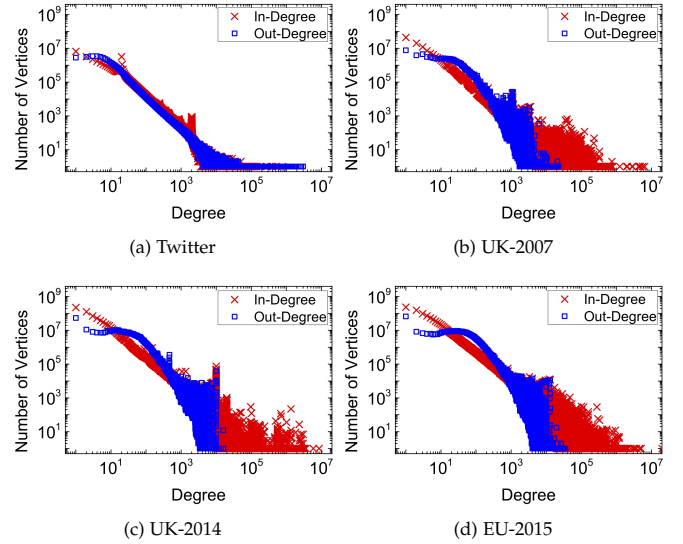 10^9
10^7
10^5
10^3
10^1
Number of Vertices
In-Degree
Out-Degree
10^1 10^3 10^5 10^7
Degree
(a) Twitter
10^9
10^7
10^5
10^3
10^1
Number of Vertices
In-Degree
Out-Degree
10^1 10^3 10^5 10^7
Degree
(b) UK-2007
10^9
10^7
10^5
10^3
10^1
Number of Vertices
In-Degree
Out-Degree
10^1 10^3 10^5 10^7
Degree
(c) UK-2014
10^9
10^7
10^5
10^3
10^1
Number of Vertices
In-Degree
Out-Degree
10^1 10^3 10^5 10^7
Degree
(d) EU-2015